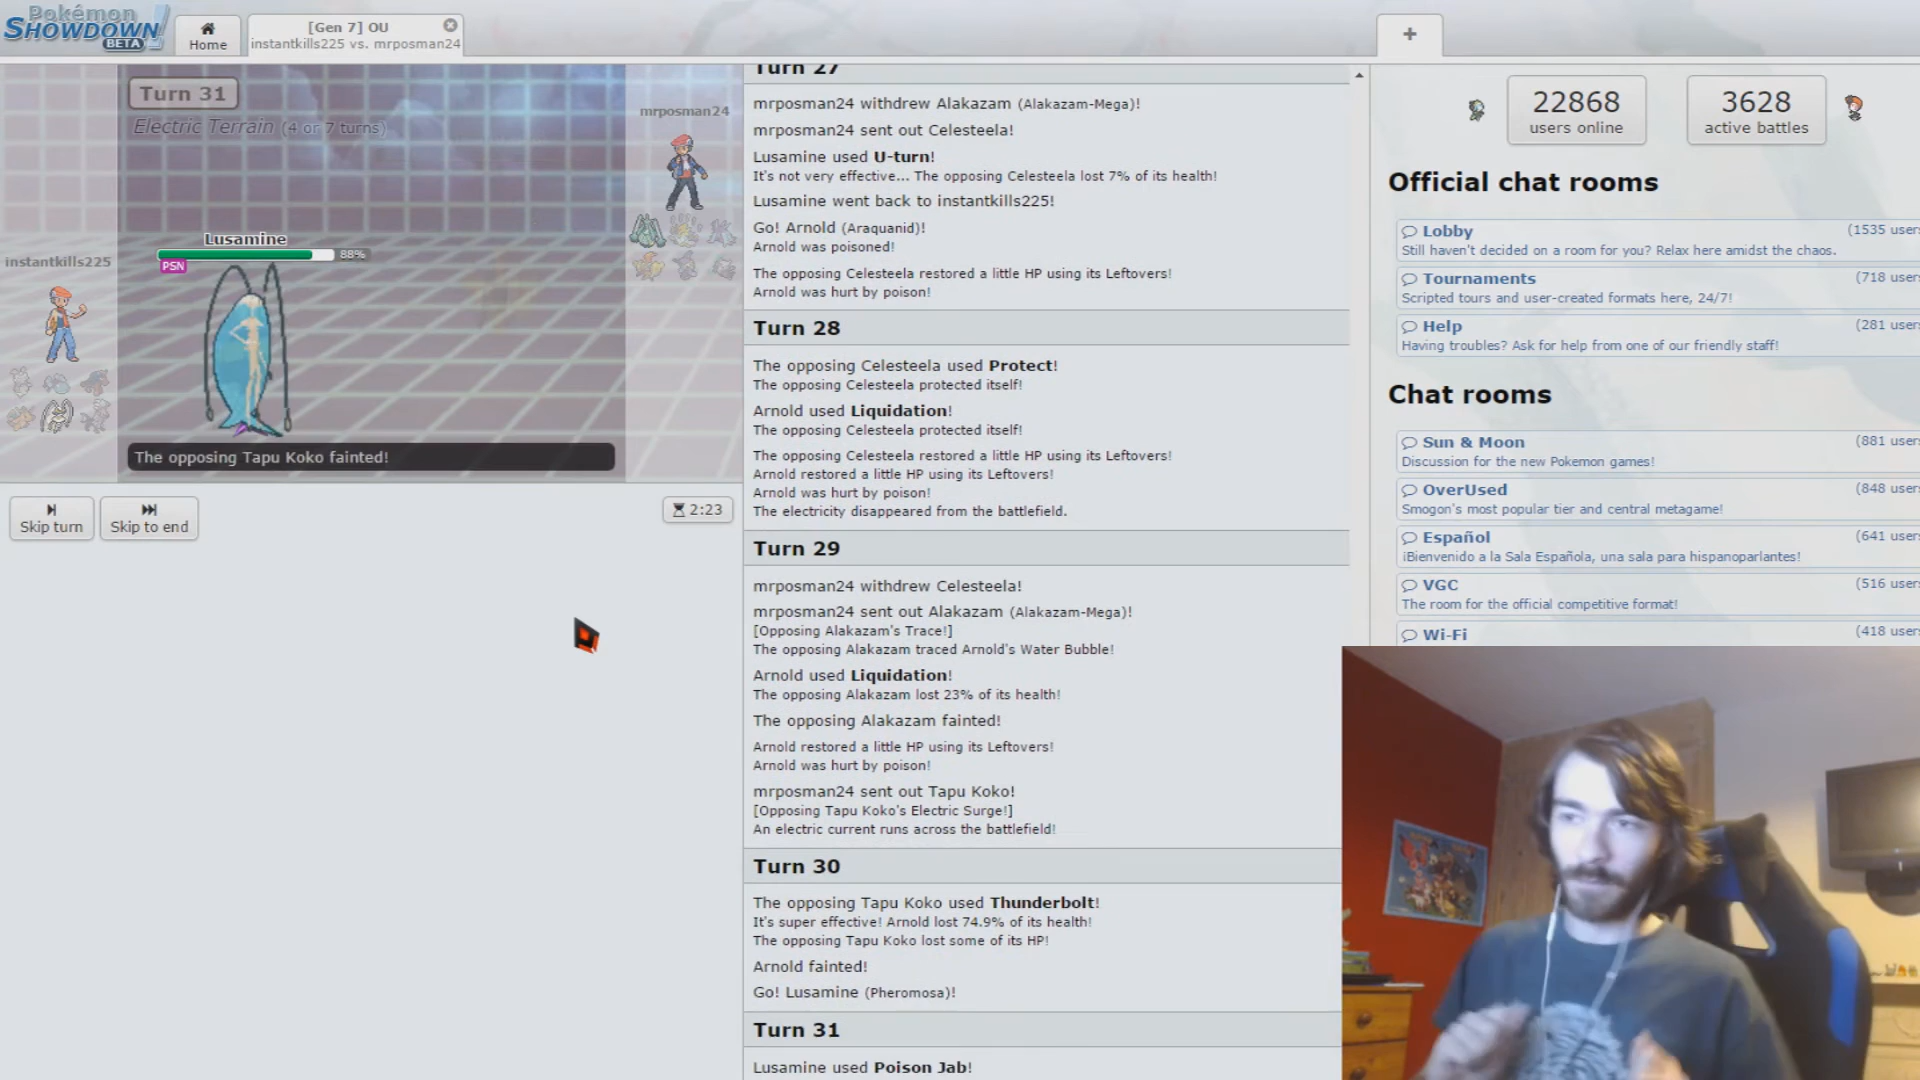 Pokémon
SHOWDOWN!
BETA
Home
[Gen 7] OU
instantkills225 vs. mrposman24
+
Turn 31
Electric Terrain (4 or 7 turns)
Lusamine
88%
PSN
instantkills225
mrposman24
The opposing Tapu Koko fainted!
Skip turn
Skip to end
2:23
Turn 27
mrposman24 withdrew Alakazam (Alakazam-Mega)!
mrposman24 sent out Celesteela!
Lusamine used U-turn!
It's not very effective... The opposing Celesteela lost 7% of its health!
Lusamine went back to instantkills225!
Go! Arnold (Araquanid)!
Arnold was poisoned!
The opposing Celesteela restored a little HP using its Leftovers!
Arnold was hurt by poison!
Turn 28
The opposing Celesteela used Protect!
The opposing Celesteela protected itself!
Arnold used Liquidation!
The opposing Celesteela protected itself!
The opposing Celesteela restored a little HP using its Leftovers!
Arnold restored a little HP using its Leftovers!
Arnold was hurt by poison!
The electricity disappeared from the battlefield.
Turn 29
mrposman24 withdrew Celesteela!
mrposman24 sent out Alakazam (Alakazam-Mega)!
[Opposing Alakazam's Trace!]
The opposing Alakazam traced Arnold's Water Bubble!
Arnold used Liquidation!
The opposing Alakazam lost 23% of its health!
The opposing Alakazam fainted!
Arnold restored a little HP using its Leftovers!
Arnold was hurt by poison!
mrposman24 sent out Tapu Koko!
[Opposing Tapu Koko's Electric Surge!]
An electric current runs across the battlefield!
Turn 30
The opposing Tapu Koko used Thunderbolt!
It's super effective! Arnold lost 74.9% of its health!
The opposing Tapu Koko lost some of its HP!
Arnold fainted!
Go! Lusamine (Pheromosa)!
Turn 31
Lusamine used Poison Jab!
22868
users online
3628
active battles
Official chat rooms
Lobby
(1535 users
Still haven't decided on a room for you? Relax here amidst the chaos.
Tournaments
(718 users
Scripted tours and user-created formats here, 24/7!
Help
(281 users
Having troubles? Ask for help from one of our friendly staff!
Chat rooms
Sun & Moon
(881 users
Discussion for the new Pokemon games!
OverUsed
(848 users
Smogon's most popular tier and central metagame!
Español
(641 users
¡Bienvenido a la Sala Española, una sala para hispanoparlantes!
VGC
(516 users
The room for the official competitive format!
Wi-Fi
(418 users